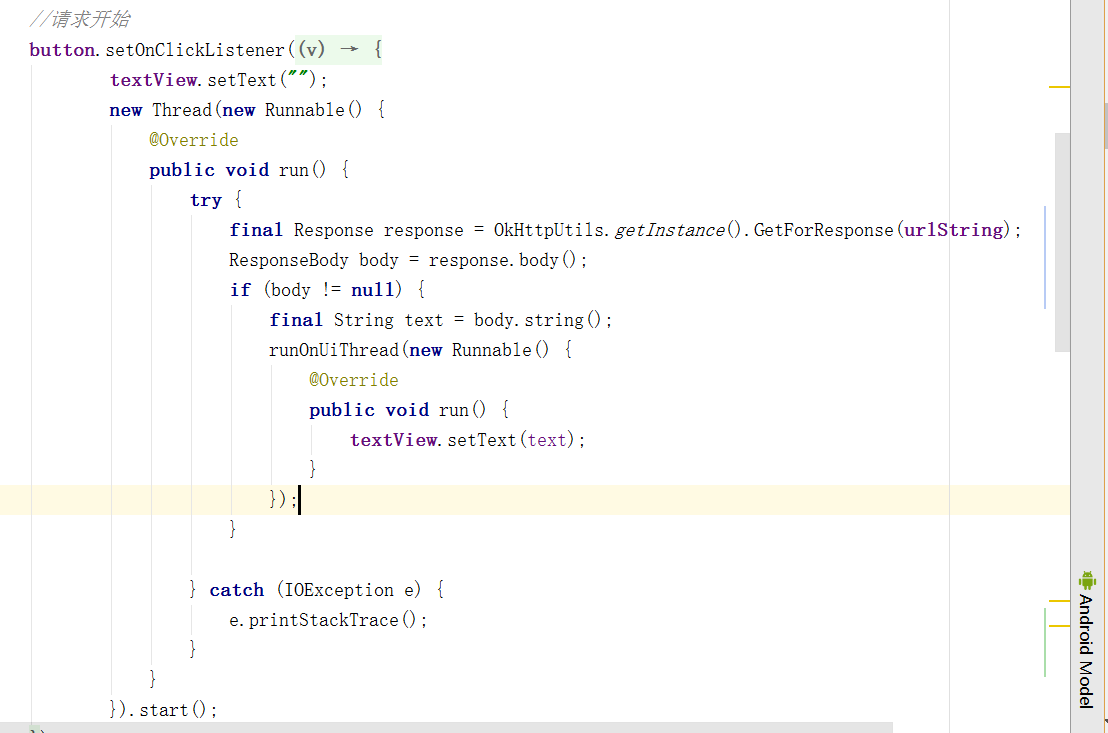 //请求开始
button.setOnClickListener((v) → {
textView.setText("");
new Thread(new Runnable() {
@Override
public void run() {
try {
final Response response = OkHttpUtils.getInstance().GetForResponse(urlString);
ResponseBody body = response.body();
if (body != null) {
final String text = body.string();
runOnUiThread(new Runnable() {
@Override
public void run() {
textView.setText(text);
}
});
}
} catch (IOException e) {
e.printStackTrace();
}
}
}).start();
Android Model